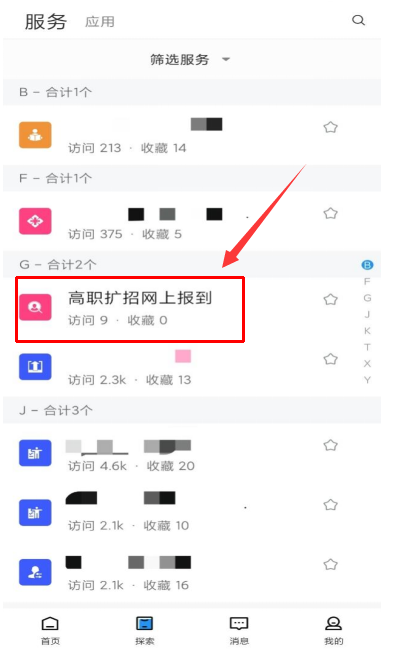 服务 应用
筛选服务
B – 合计1个
访问 213 · 收藏 14
F – 合计1个
访问 375 · 收藏 5
G – 合计2个
高职扩招网上报到
访问 9 · 收藏 0
访问 2.3k · 收藏 13
J – 合计3个
访问 4.6k · 收藏 20
访问 2.1k · 收藏 10
访问 2.1k · 收藏 16
B
F
G
J
K
T
X
Y
首页 探索 消息 我的